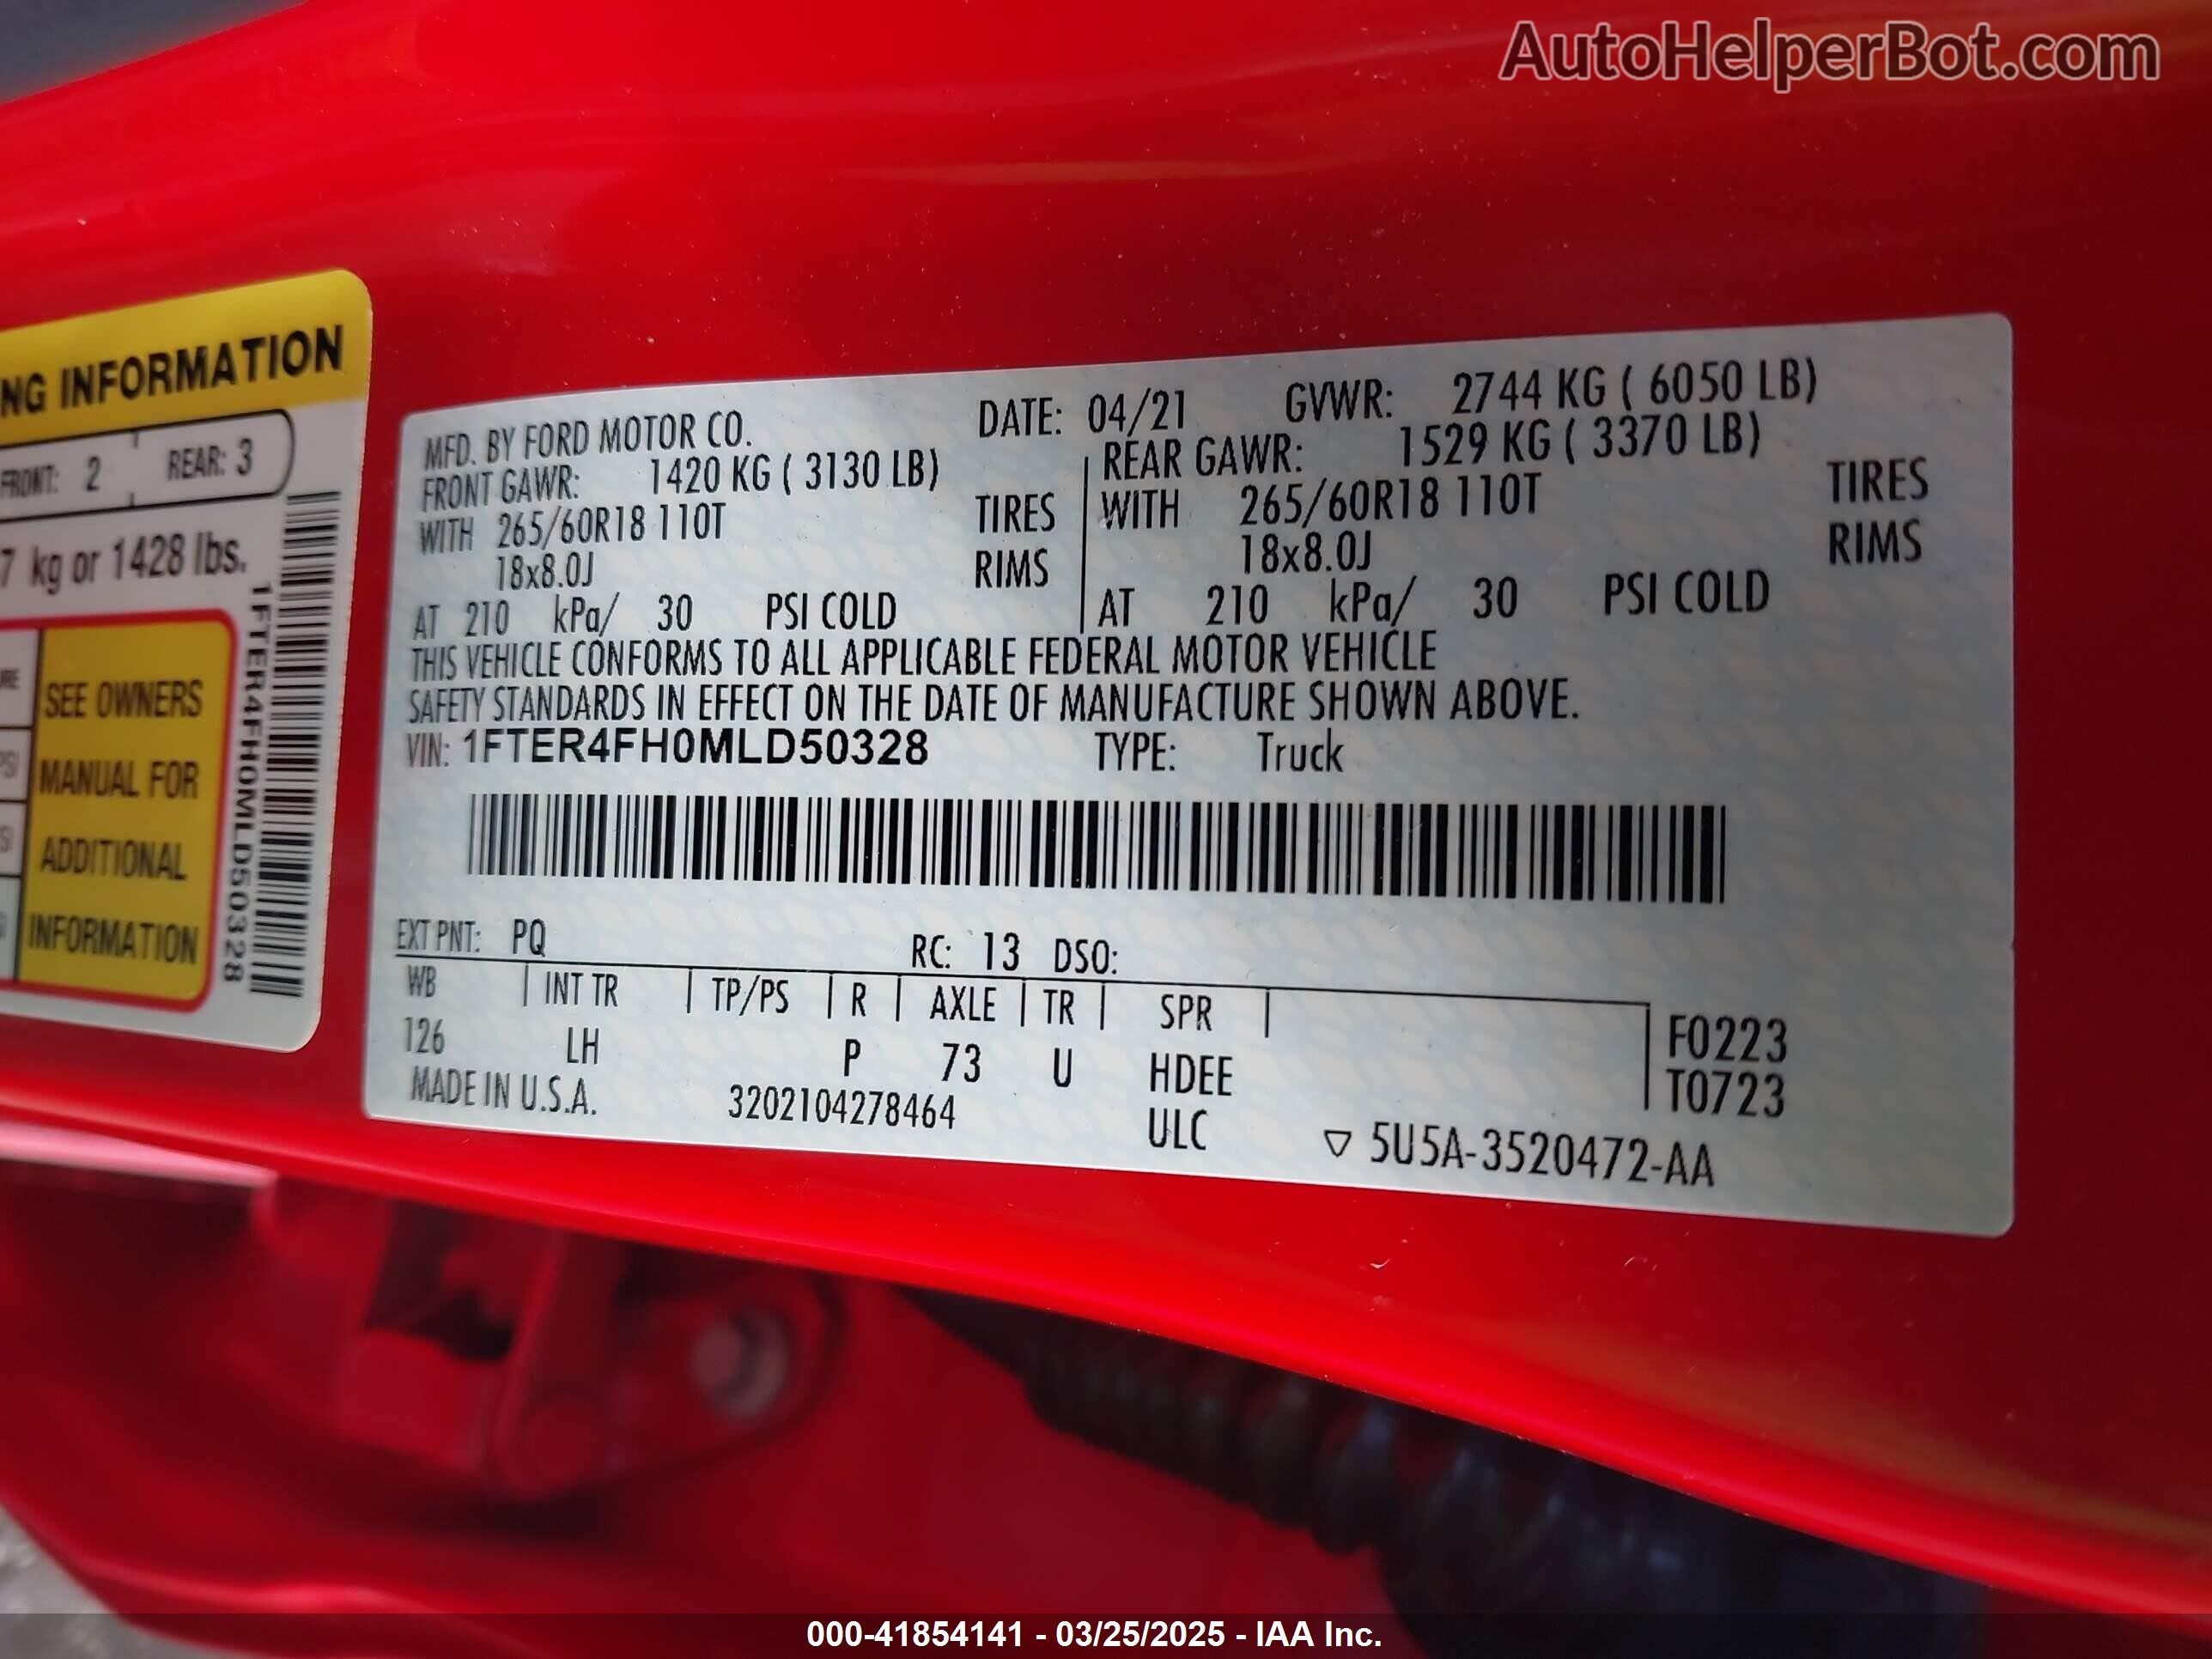 AutoHelperBot.com
NG INFORMATION
FRONT: 2 REAR: 3
7 kg or 1428 lbs.
SEE OWNERS
MANUAL FOR
ADDITIONAL
INFORMATION
1FTER4FH0MLD50328
MFD. BY FORD MOTOR CO. DATE: 04/21 GVWR: 2744 KG ( 6050 LB)
FRONT GAWR: 1420 KG ( 3130 LB) REAR GAWR: 1529 KG ( 3370 LB)
WITH 265/60R18 110T TIRES WITH 265/60R18 110T TIRES
18x8.0J RIMS 18x8.0J RIMS
AT 210 kPa/ 30 PSI COLD AT 210 kPa/ 30 PSI COLD
THIS VEHICLE CONFORMS TO ALL APPLICABLE FEDERAL MOTOR VEHICLE
SAFETY STANDARDS IN EFFECT ON THE DATE OF MANUFACTURE SHOWN ABOVE.
VIN: 1FTER4FH0MLD50328 TYPE: Truck
EXT PNT: PQ RC: 13 DSO:
WB INT TR TP/PS R AXLE TR SPR
126 LH P 73 U HDEE
F0223
T0723
MADE IN U.S.A. 3202104278464 ULC ▽ 5U5A-3520472-AA
000-41854141 - 03/25/2025 - IAA Inc.